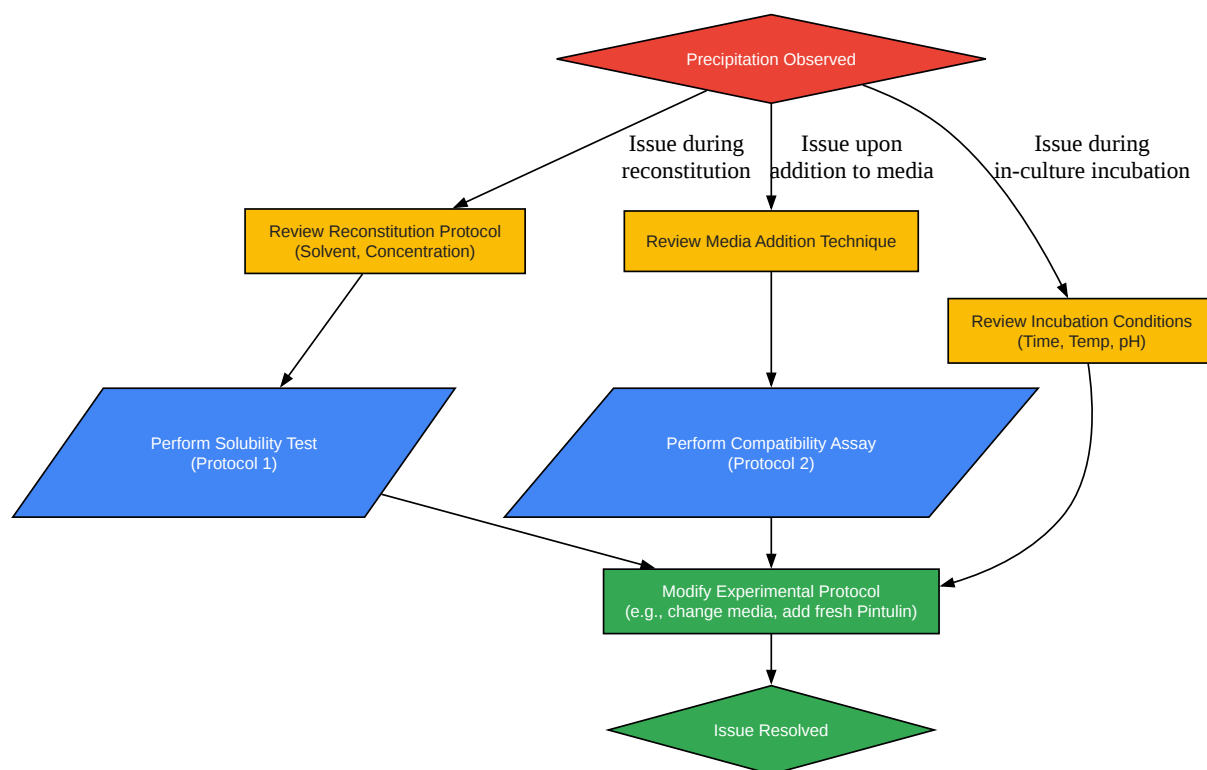 Precipitation Observed
Issue during
reconstitution
Issue upon
addition to media
Issue during
in-culture incubation
Review Reconstitution Protocol
(Solvent, Concentration)
Review Media Addition Technique
Review Incubation Conditions
(Time, Temp, pH)
Perform Solubility Test
(Protocol 1)
Perform Compatibility Assay
(Protocol 2)
Modify Experimental Protocol
(e.g., change media, add fresh Pintulin)
Issue Resolved